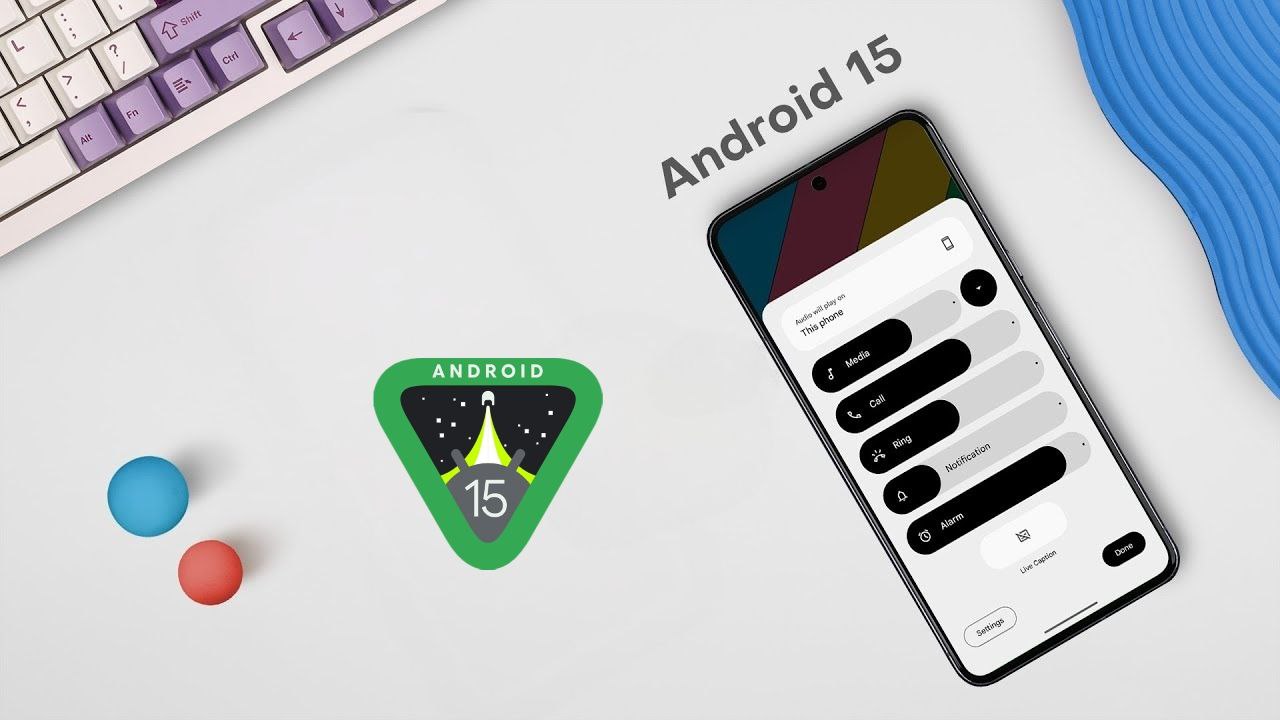 Shift
L
:
;
?
/
Ctrl
>
.
Fn
<
,
Alt
Android 15
ANDROID
15
Audio will play on
This phone
Media
Call
Ring
Notification
Alarm
Live Caption
Done
Settings